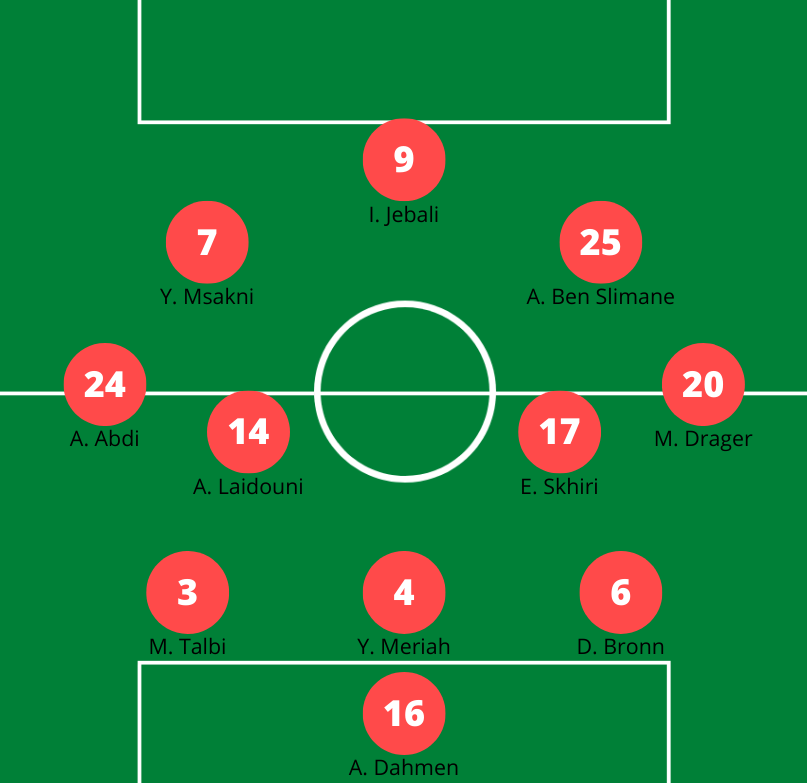 9
I. Jebali
7
Y. Msakni
25
A. Ben Slimane
24
A. Abdi
20
M. Drager
14
A. Laidouni
17
E. Skhiri
3
M. Talbi
4
Y. Meriah
6
D. Bronn
16
A. Dahmen